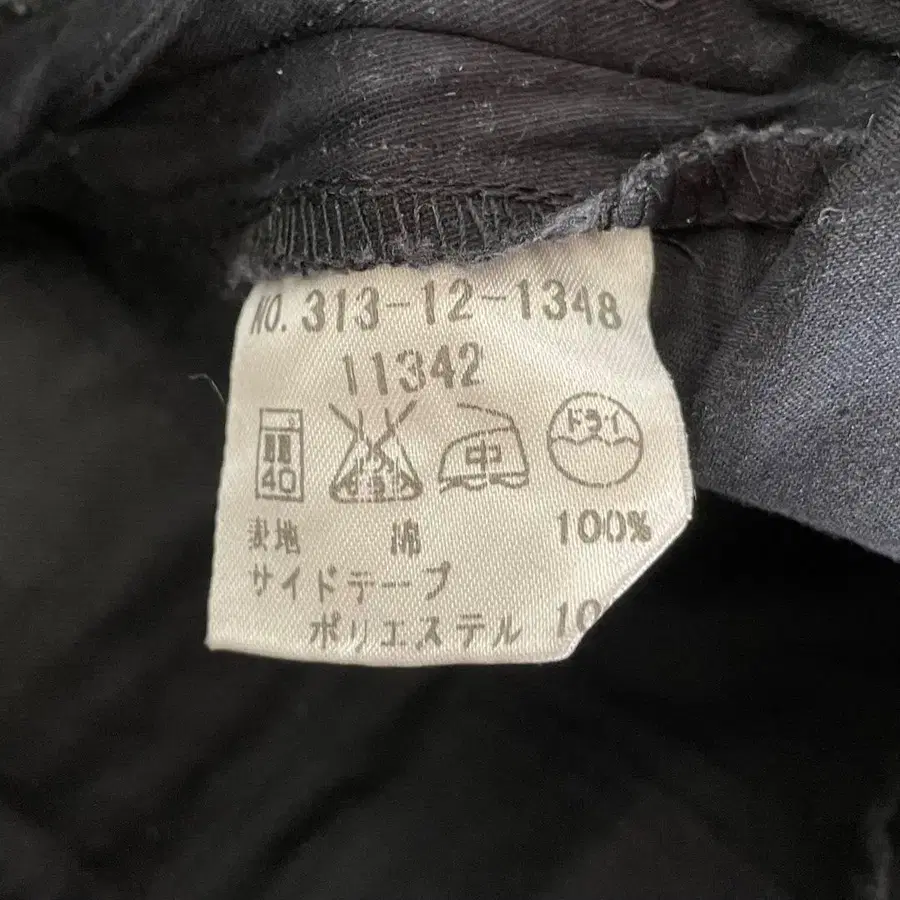 NO. 313-12-1348
11342
40 中 ドライ
表地 綿 100%
サイドテープ
ポリエステル 10